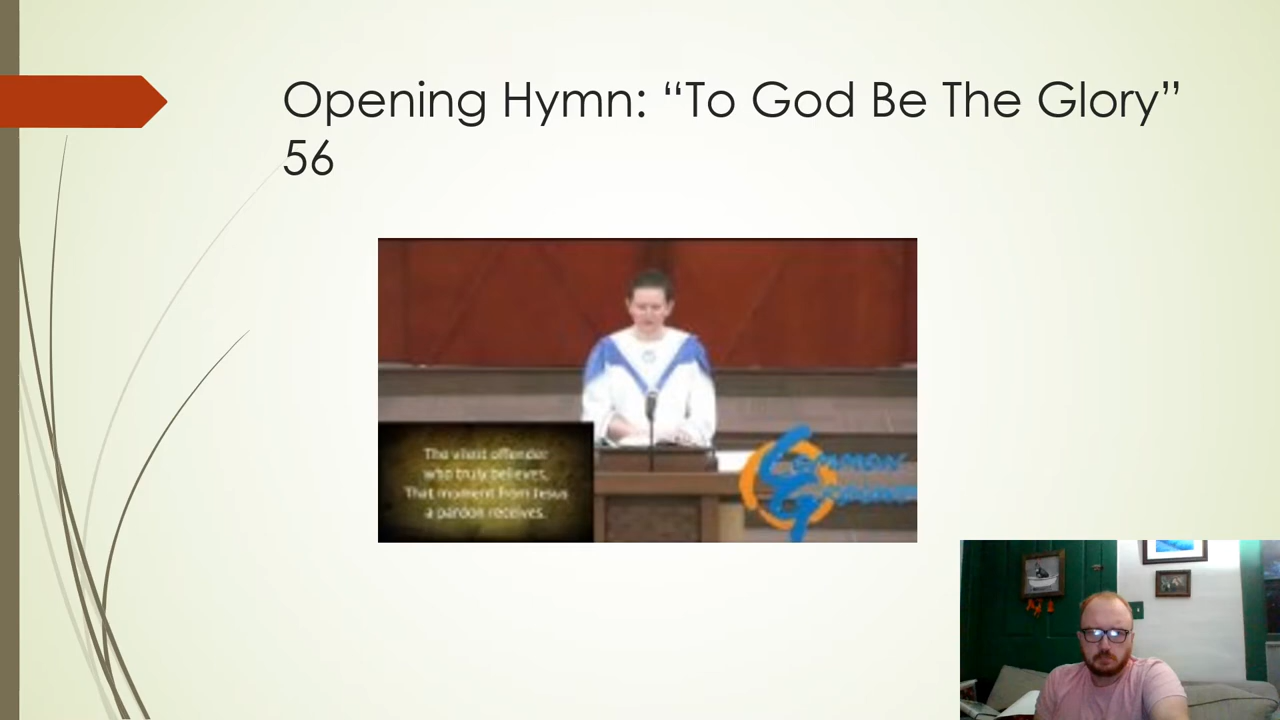 Opening Hymn: “To God Be The Glory”
56
The vilest offender
who truly believes,
That moment from Jesus
a pardon receives.
Common